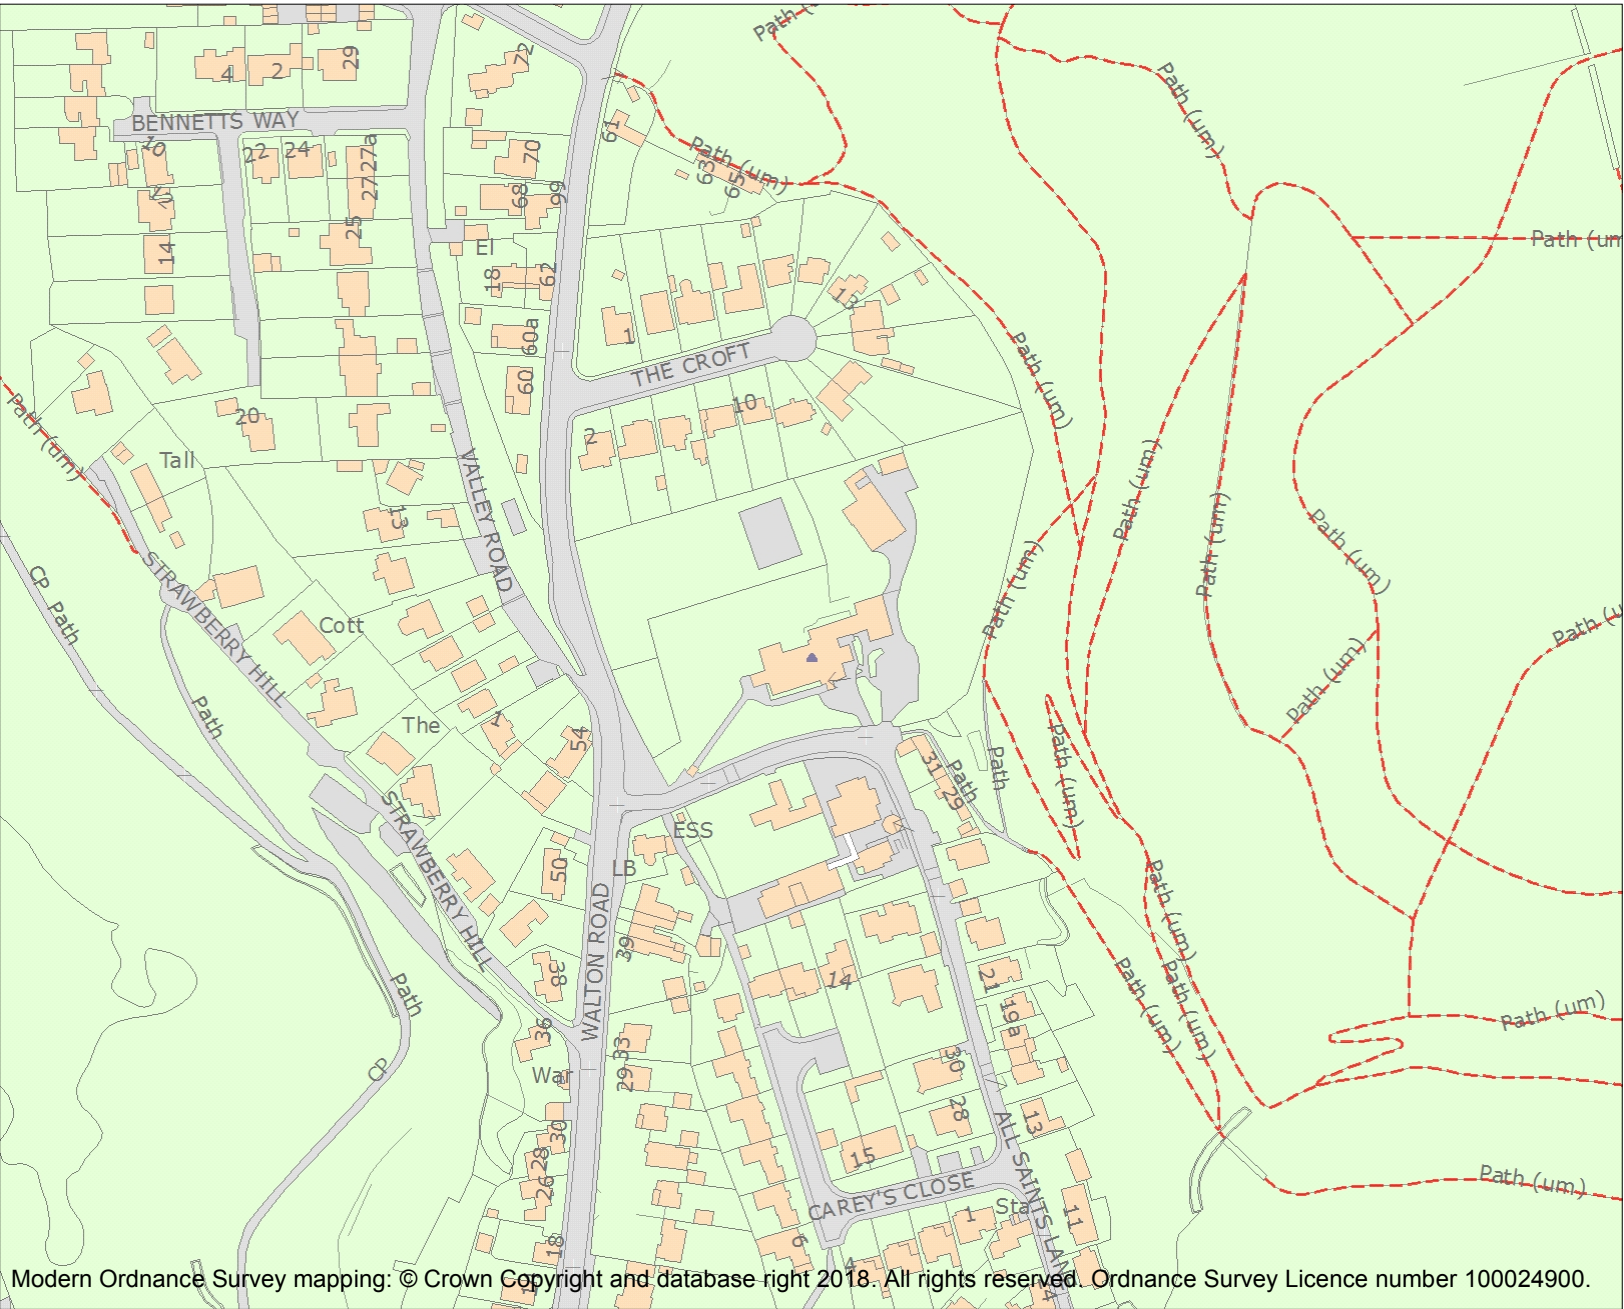 Path (
72
29
4
2
Path (um)
BENNETTS WAY
61
10
22
24
27a
27
70
Path (um)
63
65
68
66
12
25
14
El
18
62
Path (um
13
1
60a
THE CROFT
Path (um)
60
Path (um)
20
10
2
Tall
VALLEY ROAD
Path (um)
13
Path (um)
Path (um)
Path (um)
STRAWBERRY HILL
CP
Path
Cott
Path (um)
Path (u
Path
The
1
54
Path
Path (um)
31
Path
29
STRAWBERRY HILL
ESS
LB
50
Path (um)
39
WALTON ROAD
38
Path
14
21
Path (um)
Path (um)
19a
Path (um)
36
33
War
29
CP
30
28
13
ALL SAINTS LAN
30
28
26
15
CAREY'S CLOSE
Path (um)
Sta
1
11
18
6
4
Modern Ordnance Survey mapping: © Crown Copyright and database right 2018. All rights reserved. Ordnance Survey Licence number 100024900.